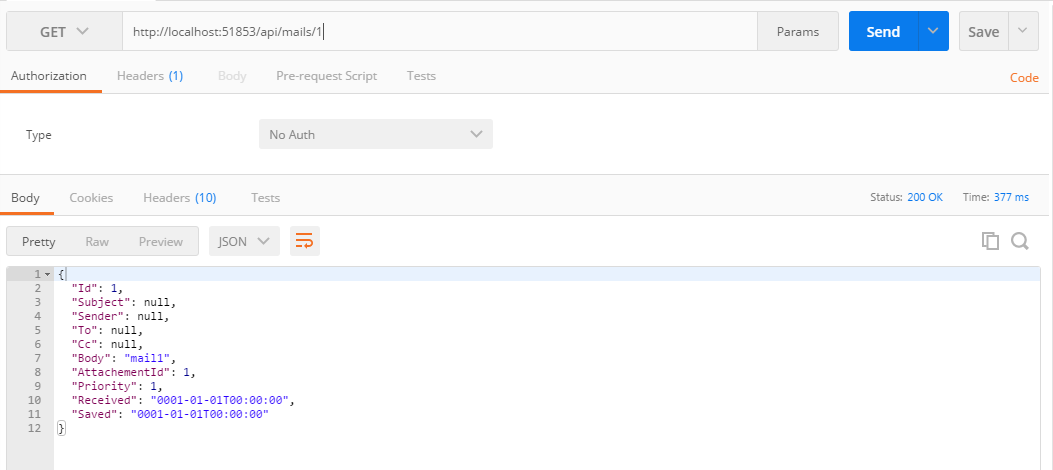 GET http://localhost:51853/api/mails/1 Params Send Save
Authorization Headers (1) Body Pre-request Script Tests Code
Type No Auth
Body Cookies Headers (10) Tests Status: 200 OK Time: 377 ms
Pretty Raw Preview JSON
1 {
2 "Id": 1,
3 "Subject": null,
4 "Sender": null,
5 "To": null,
6 "Cc": null,
7 "Body": "mail1",
8 "AttachementId": 1,
9 "Priority": 1,
10 "Received": "0001-01-01T00:00:00",
11 "Saved": "0001-01-01T00:00:00"
12 }